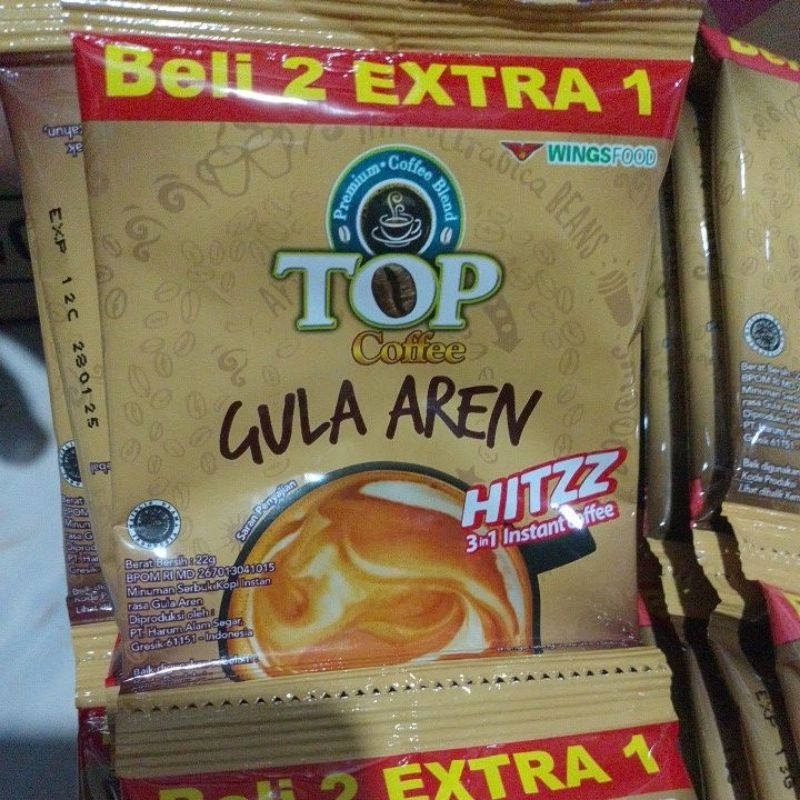 Beli 2 EXTRA 1
WINGSFOOD
Premium • Coffee Blend
TOP
Coffee
GULA AREN
HITZZ
3in1 Instant Coffee
Saran Penyajian
Berat Bersih : 22g
BPOM RI MD 267013041015
Minuman Serbuk Kopi Instan
rasa Gula Aren
Diproduksi oleh :
PT. Harum Alam Segar,
Gresik 61151 - Indonesia
EXP 12C 280125
Beli 2 EXTRA 1